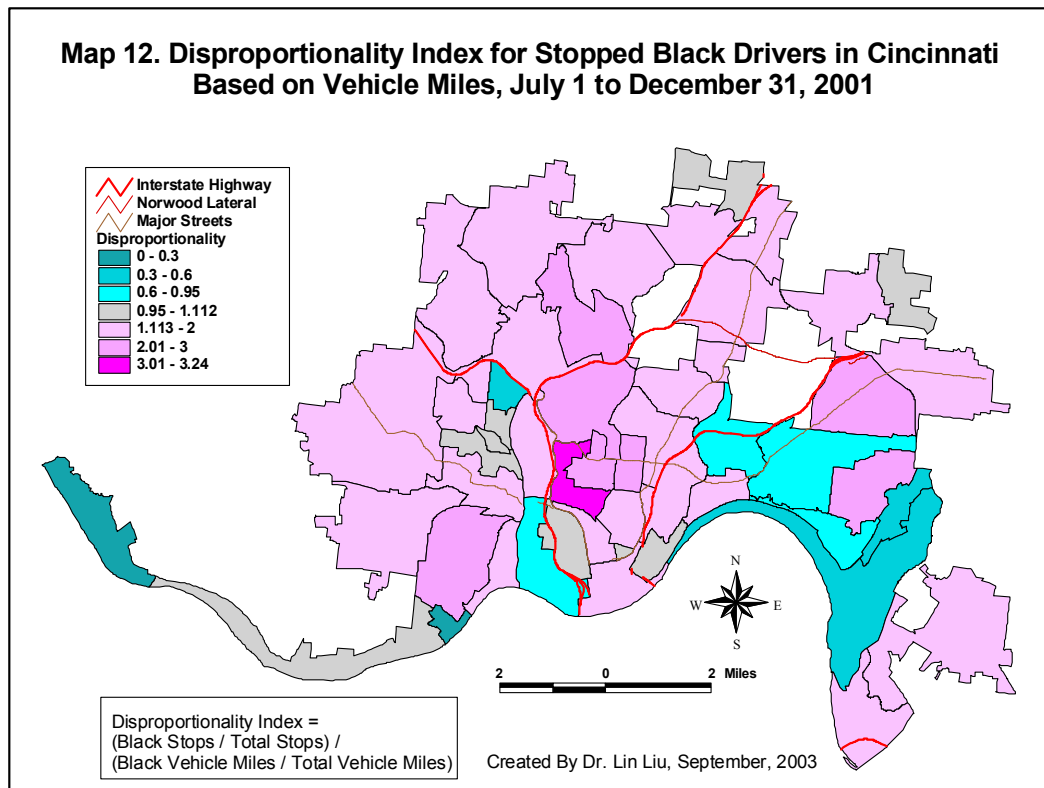 Map 12. Disproportionality Index for Stopped Black Drivers in Cincinnati
Based on Vehicle Miles, July 1 to December 31, 2001
Interstate Highway
Norwood Lateral
Major Streets
Disproportionality
0 - 0.3
0.3 - 0.6
0.6 - 0.95
0.95 - 1.112
1.113 - 2
2.01 - 3
3.01 - 3.24
N
W E
S
2 0 2 Miles
Disproportionality Index =
(Black Stops / Total Stops) /
(Black Vehicle Miles / Total Vehicle Miles)
Created By Dr. Lin Liu, September, 2003